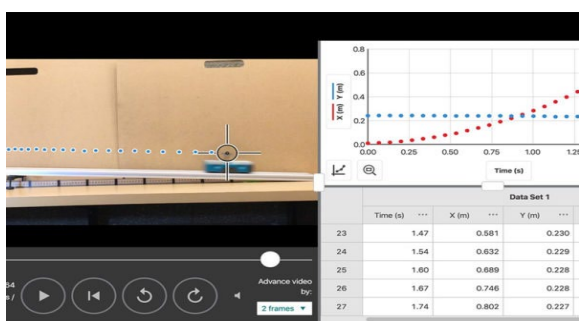 0.8
0.6
0.4
0.2
0
Y (m)
X (m)
0.00 0.25 0.50 0.75 1.00 1.25
Time (s)
Data Set 1
Time (s) ... X (m) ... Y (m) ...
23 1.47 0.581 0.230
24 1.54 0.632 0.229
25 1.60 0.689 0.228
26 1.67 0.746 0.228
27 1.74 0.802 0.227
64
s /
Advance video
by:
2 frames